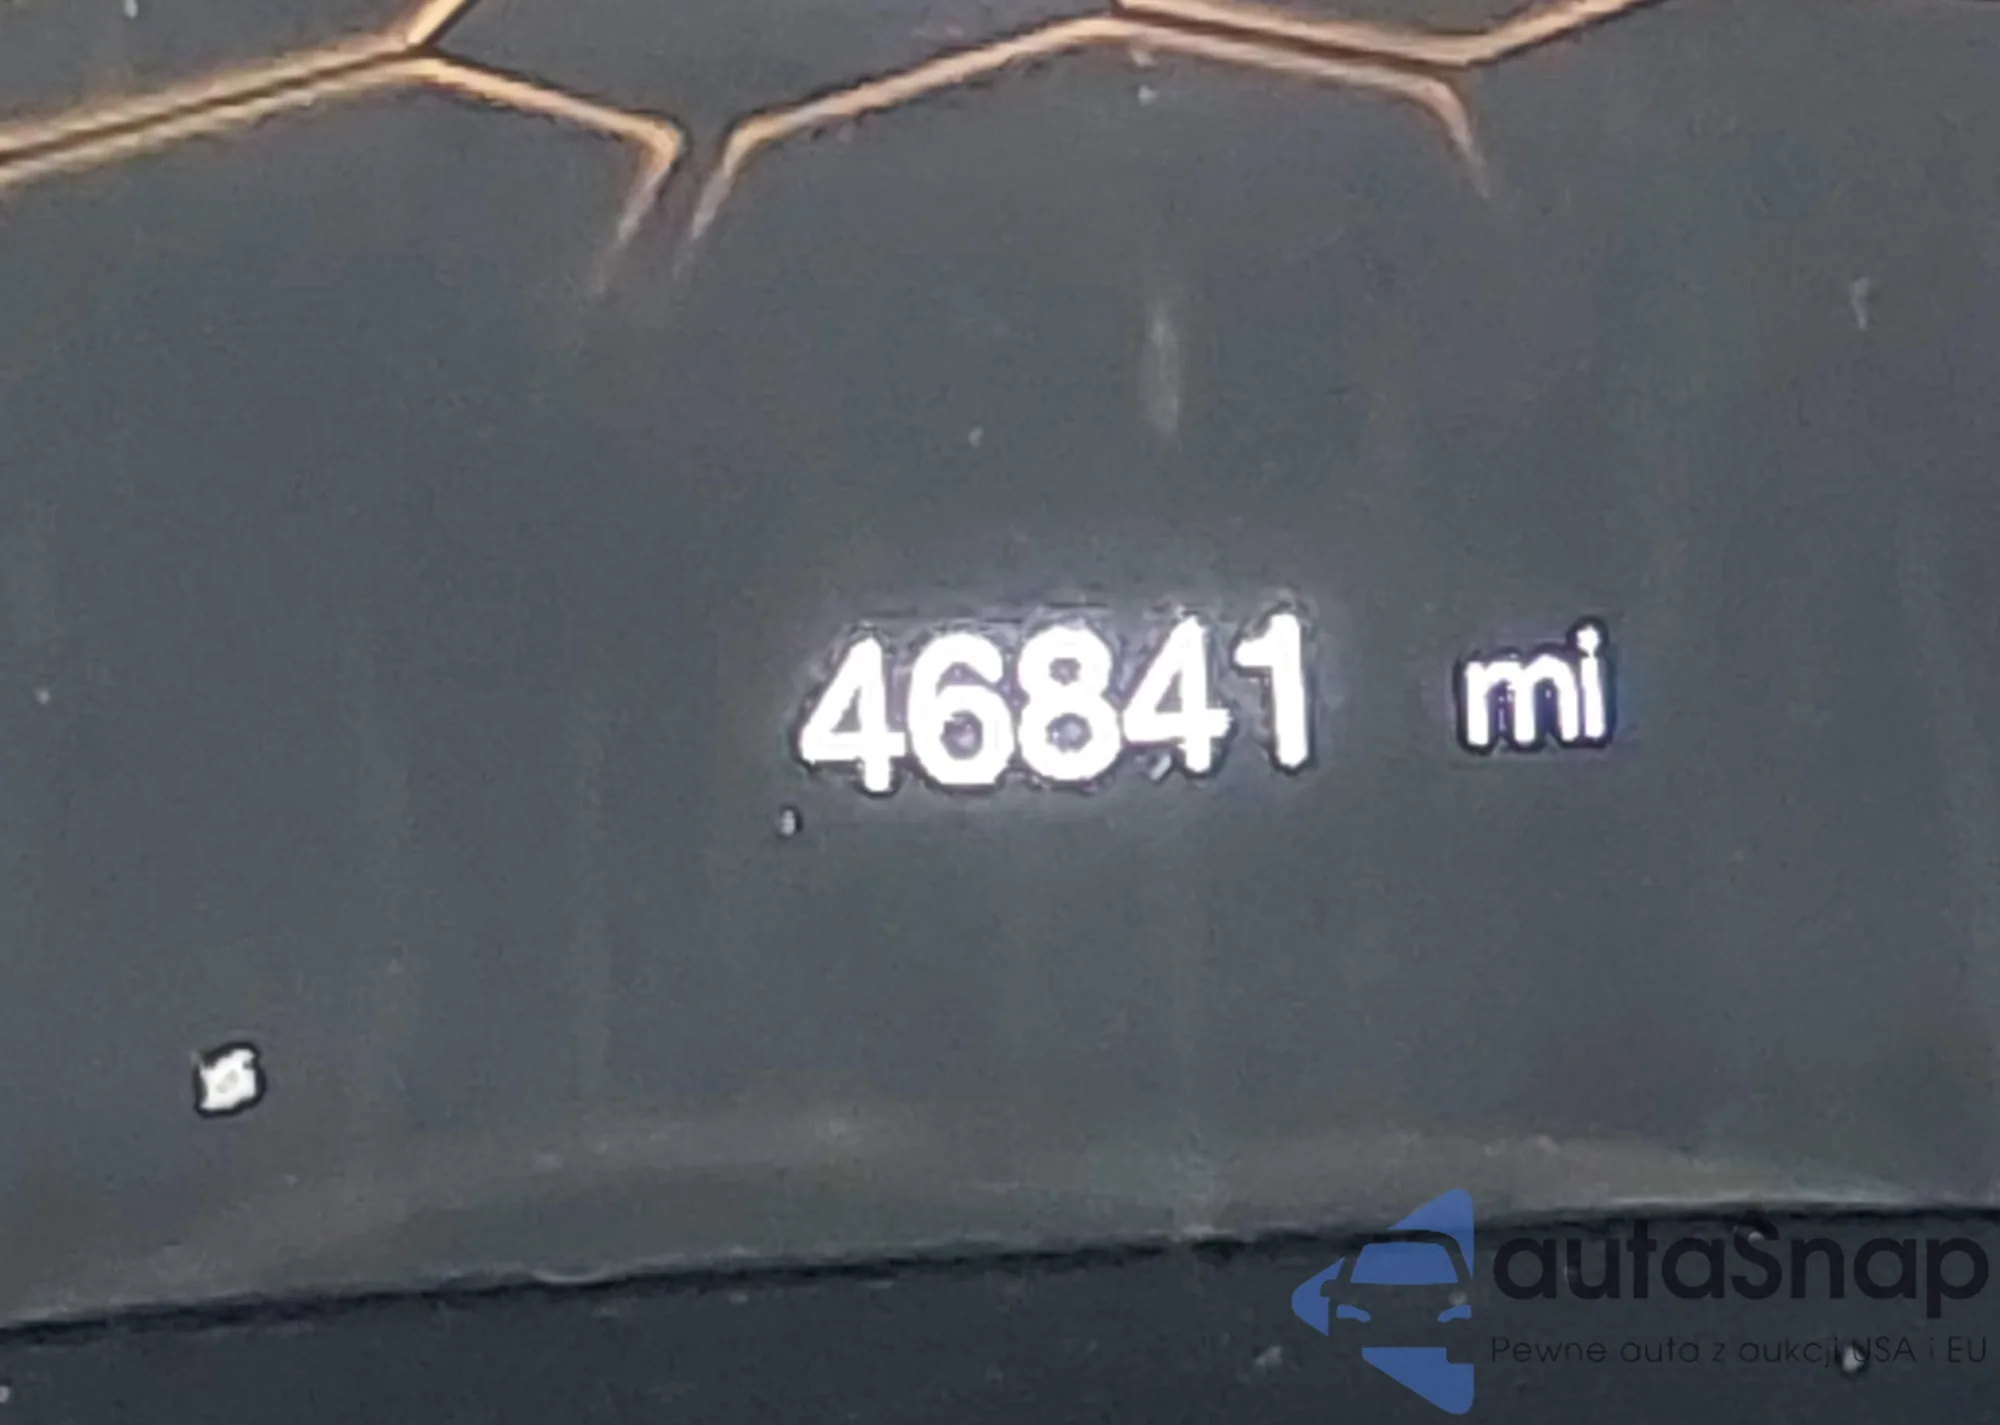 46841 mi
autaSnap
Pewne auta z aukcji USA i EU